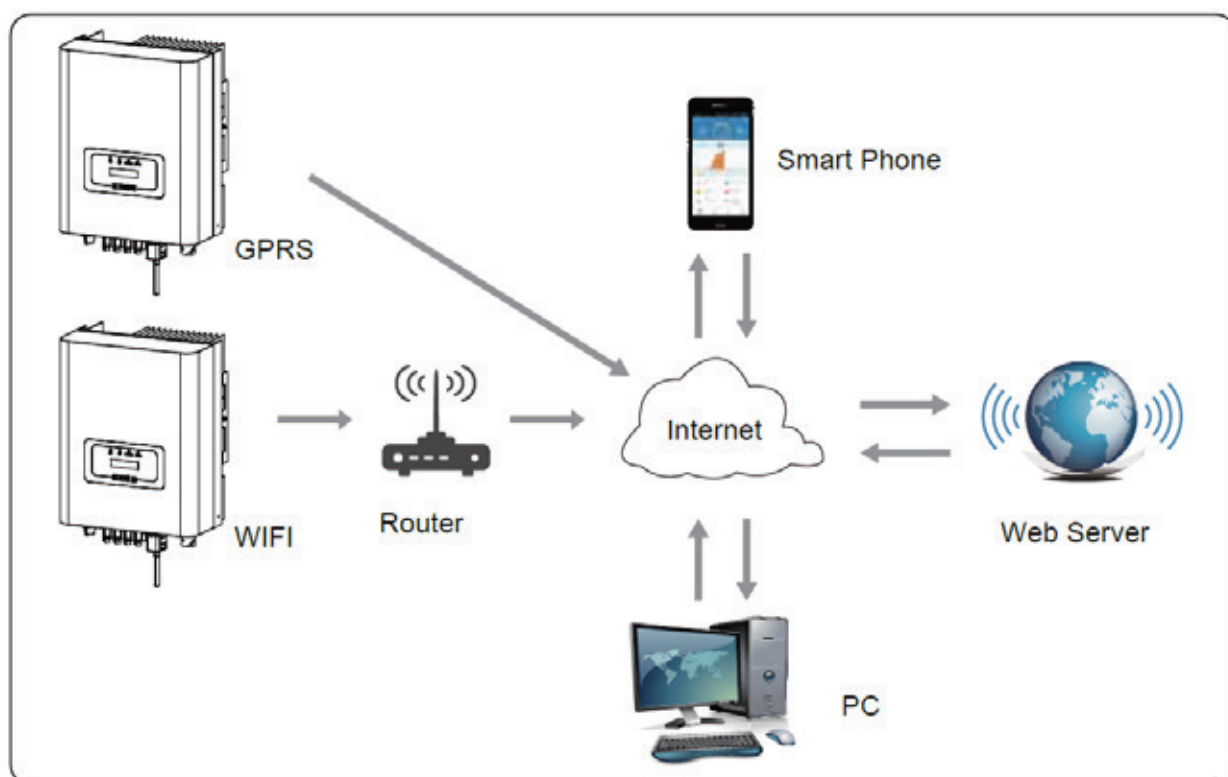 GPRS
Smart Phone
WIFI
Router
Internet
Web Server
PC